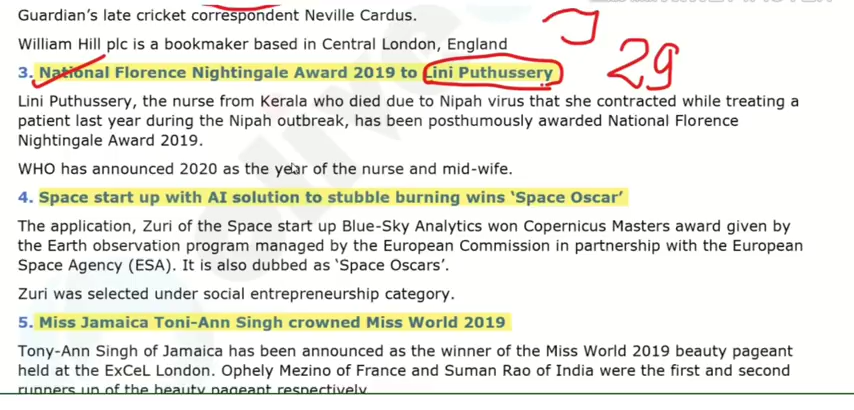 Guardian's late cricket correspondent Neville Cardus.
William Hill plc is a bookmaker based in Central London, England
29
3. National Florence Nightingale Award 2019 to Lini Puthussery
Lini Puthussery, the nurse from Kerala who died due to Nipah virus that she contracted while treating a
patient last year during the Nipah outbreak, has been posthumously awarded National Florence
Nightingale Award 2019.
WHO has announced 2020 as the year of the nurse and mid-wife.
4. Space start up with AI solution to stubble burning wins ‘Space Oscar’
The application, Zuri of the Space start up Blue-Sky Analytics won Copernicus Masters award given by
the Earth observation program managed by the European Commission in partnership with the European
Space Agency (ESA). It is also dubbed as ‘Space Oscars’.
Zuri was selected under social entrepreneurship category.
5. Miss Jamaica Toni-Ann Singh crowned Miss World 2019
Tony-Ann Singh of Jamaica has been announced as the winner of the Miss World 2019 beauty pageant
held at the ExCeL London. Ophely Mezino of France and Suman Rao of India were the first and second
runners up of the beauty pageant respectively